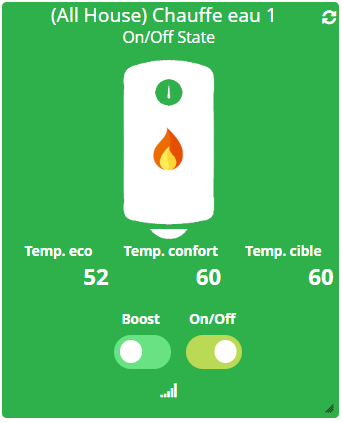 (All House) Chauffe eau 1
On/Off State
Temp. eco Temp. confort Temp. cible
52 60 60
Boost On/Off